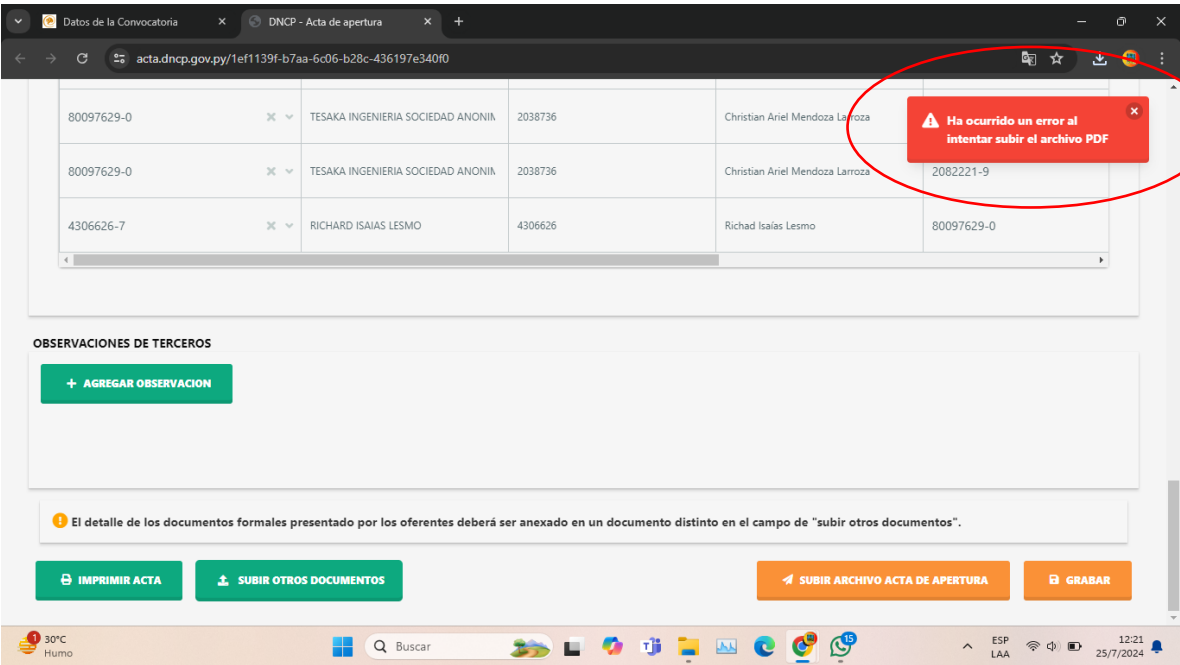 Datos de la Convocatoria
DNCP - Acta de apertura
acta.dncp.gov.py/1ef1139f-b7aa-6c06-b28c-436197e340f0
Ha ocurrido un error al
intentar subir el archivo PDF
80097629-0 TESAKA INGENIERIA SOCIEDAD ANONIN 2038736 Christian Ariel Mendoza Larroza
80097629-0 TESAKA INGENIERIA SOCIEDAD ANONIN 2038736 Christian Ariel Mendoza Larroza 2082221-9
4306626-7 RICHARD ISAIAS LESMO 4306626 Richad Isaías Lesmo 80097629-0
OBSERVACIONES DE TERCEROS
+ AGREGAR OBSERVACION
El detalle de los documentos formales presentado por los oferentes deberá ser anexado en un documento distinto en el campo de "subir otros documentos".
IMPRIMIR ACTA SUBIR OTROS DOCUMENTOS SUBIR ARCHIVO ACTA DE APERTURA GRABAR
1 30°C
Humo
Buscar
15
ESP
LAA
12:21
25/7/2024